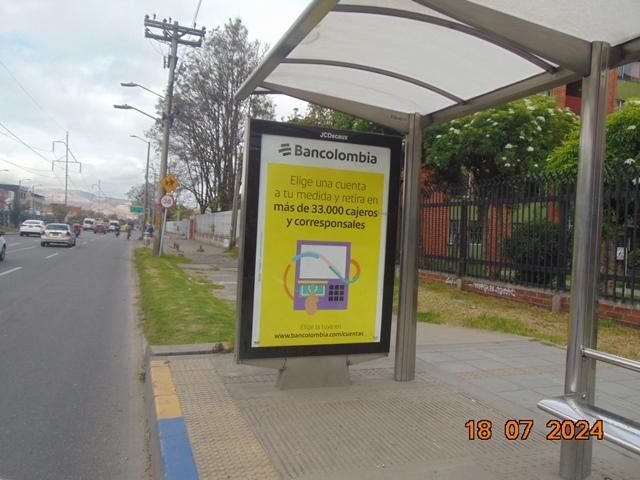 JCDecaux
Bancolombia
Elige una cuenta
a tu medida y retira en
más de 33.000 cajeros
y corresponsales
Elige la tuya en
www.bancolombia.com/cuentas
18 07 2024